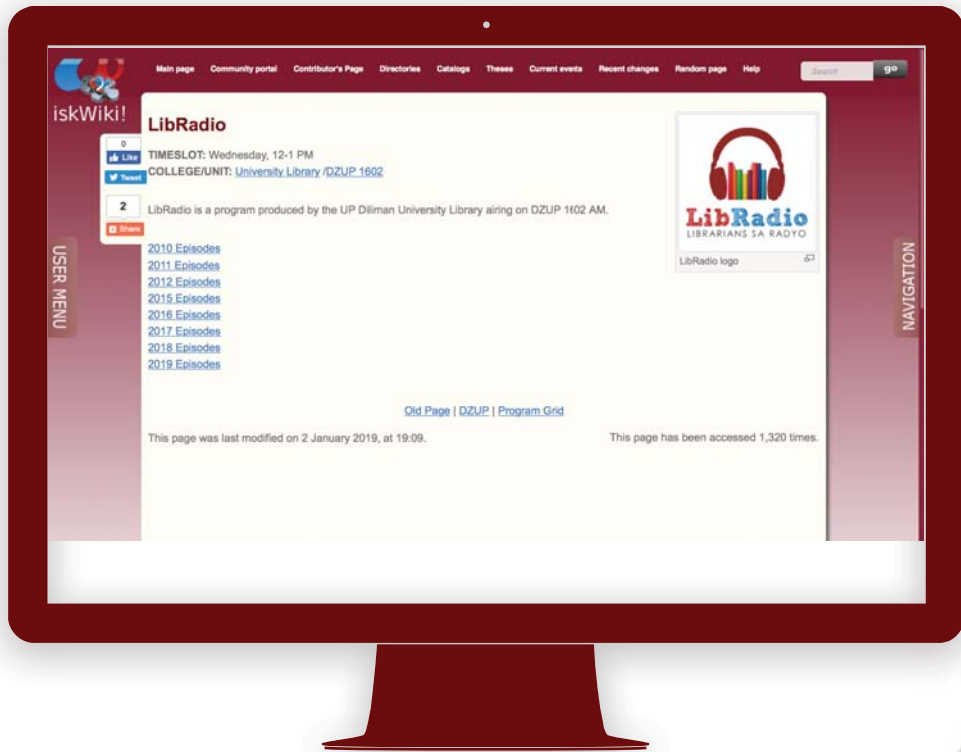 Main page Community portal Contributor's Page Directories Catalogs Theses Current events Recent changes Random page Help Search go
iskWiki!
0
Like
Tweet
2
Share
USER MENU
LibRadio
TIMESLOT: Wednesday, 12-1 PM
COLLEGE/UNIT: University Library /DZUP 1602
LibRadio is a program produced by the UP Diliman University Library airing on DZUP 1602 AM.
2010 Episodes
2011 Episodes
2012 Episodes
2015 Episodes
2016 Episodes
2017 Episodes
2018 Episodes
2019 Episodes
LibRadio
LIBRARIANS SA RADYO
LibRadio logo
NAVIGATION
Old Page | DZUP | Program Grid
This page was last modified on 2 January 2019, at 19:09.
This page has been accessed 1,320 times.